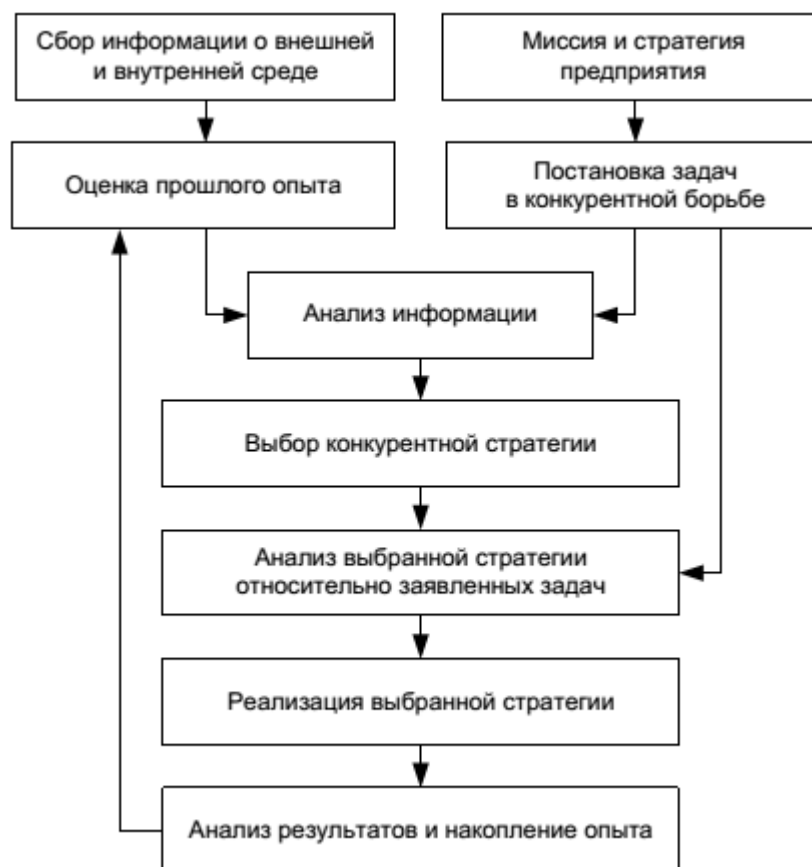 Сбор информации о внешней
и внутренней среде
Миссия и стратегия
предприятия
Оценка прошлого опыта
Постановка задач
в конкурентной борьбе
Анализ информации
Выбор конкурентной стратегии
Анализ выбранной стратегии
относительно заявленных задач
Реализация выбранной стратегии
Анализ результатов и накопление опыта